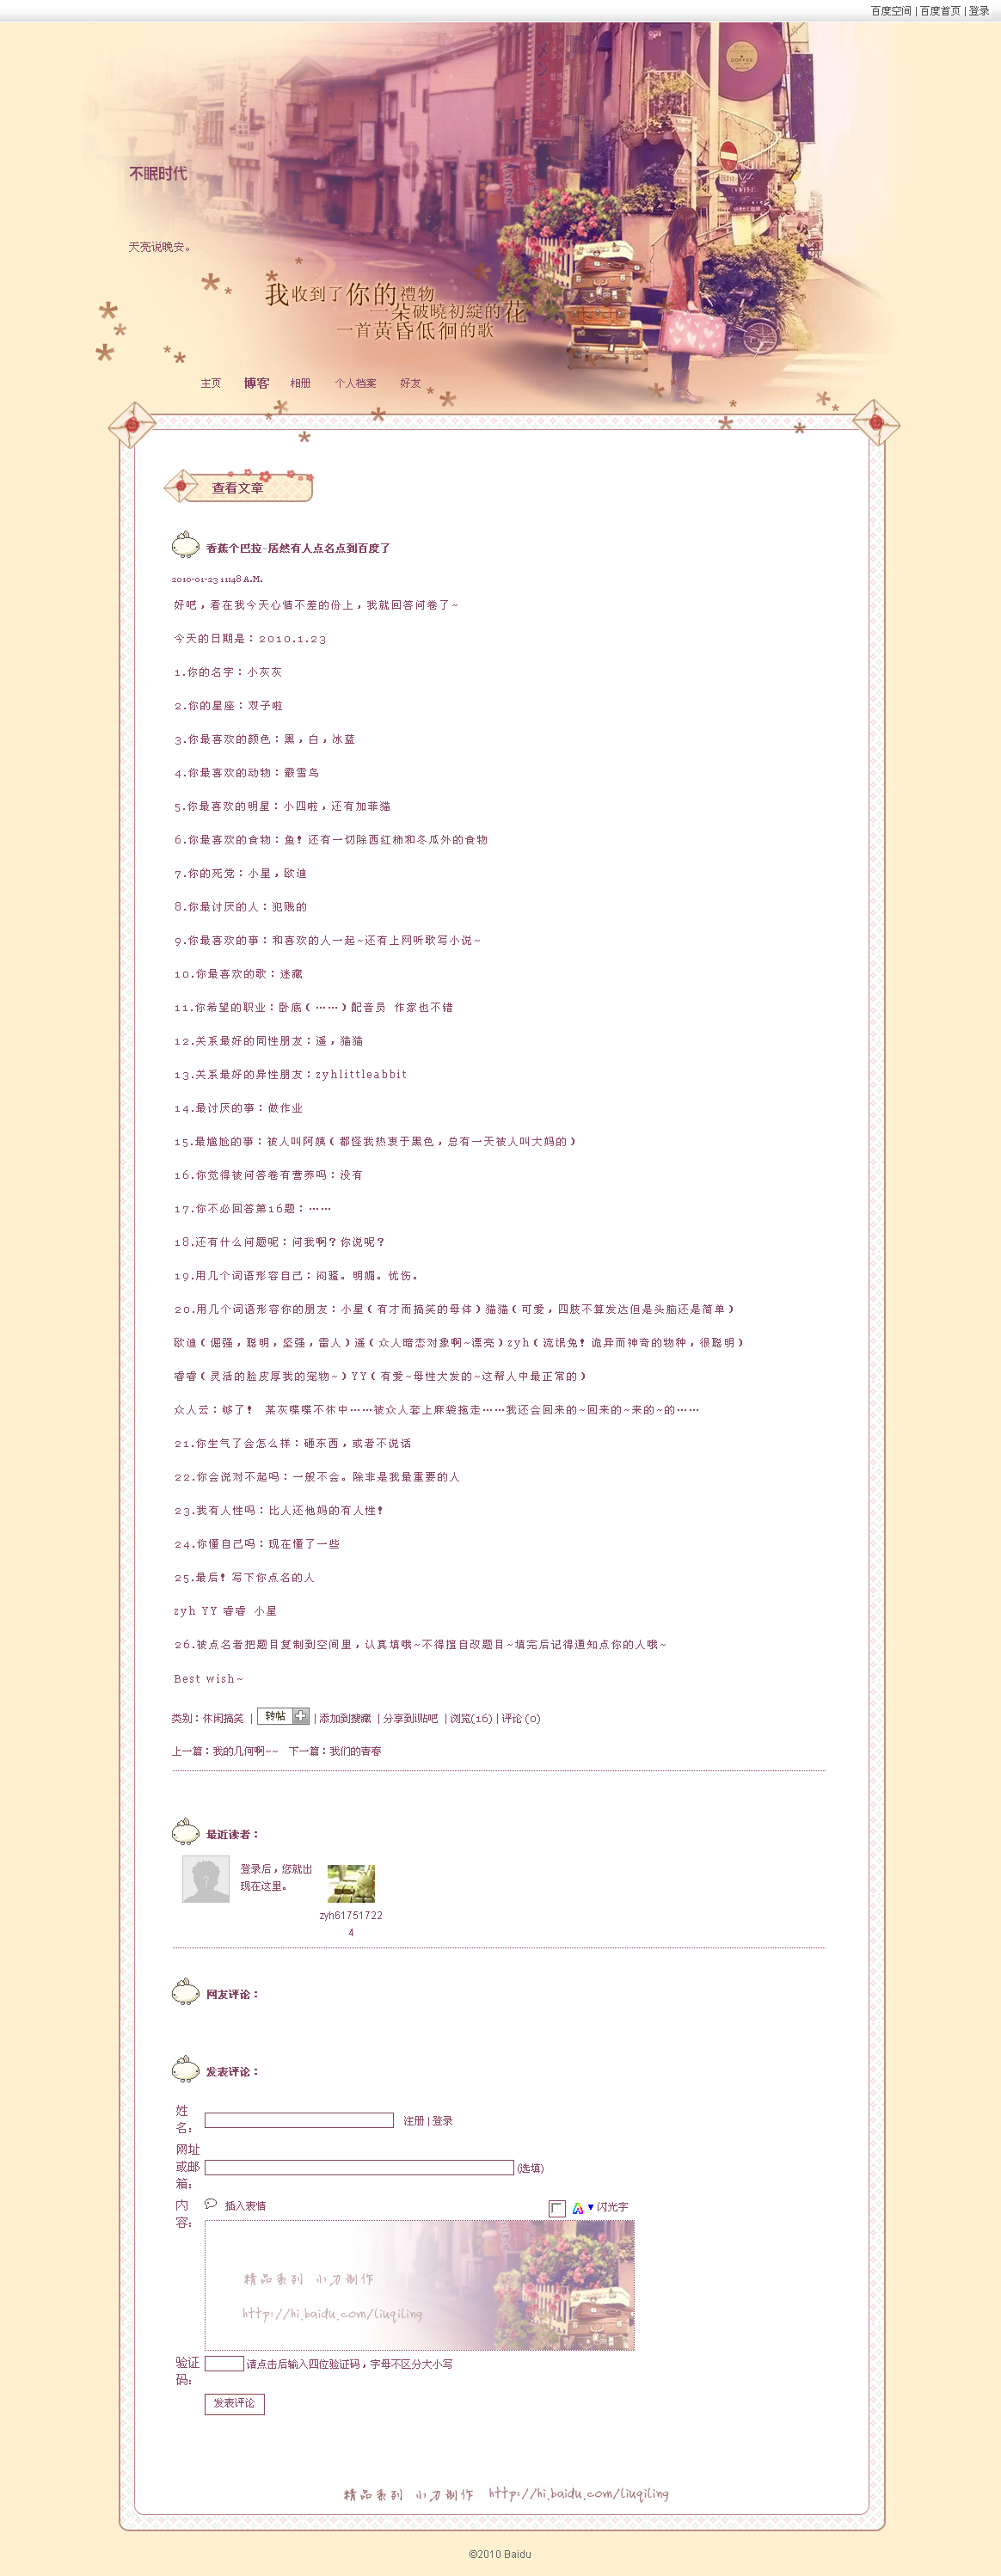 百度空间 | 百度首页 | 登录
不眠时代
天亮说晚安。
我收到了你的禮物
一朵破曉初綻的花
一首黃昏低徊的歌
主页 博客 相册 个人档案 好友
查看文章
香蕉个巴拉~居然有人点名点到百度了
2010-01-23 11:48 A.M.
好吧，看在我今天心情不差的份上，我就回答问卷了~
今天的日期是：2010.1.23
1.你的名字：小灰灰
2.你的星座：双子啦
3.你最喜欢的颜色：黑，白，冰蓝
4.你最喜欢的动物：霰雪鸟
5.你最喜欢的明星：小四啦，还有加菲猫
6.你最喜欢的食物：鱼！还有一切除西红柿和冬瓜外的食物
7.你的死党：小星，欧迪
8.你最讨厌的人：犯贱的
9.你最喜欢的事：和喜欢的人一起~还有上网听歌写小说~
10.你最喜欢的歌：迷藏
11.你希望的职业：卧底（……）配音员 作家也不错
12.关系最好的同性朋友：遥，猫猫
13.关系最好的异性朋友：zyhlittleabbit
14.最讨厌的事：做作业
15.最尴尬的事：被人叫阿姨（都怪我热衷于黑色，总有一天被人叫大妈的）
16.你觉得被问答卷有营养吗：没有
17.你不必回答第16题：……
18.还有什么问题呢：问我啊？你说呢？
19.用几个词语形容自己：闷骚。明媚。忧伤。
20.用几个词语形容你的朋友：小星（有才而搞笑的母体）猫猫（可爱，四肢不算发达但是头脑还是简单）
欧迪（倔强，聪明，坚强，雷人）遥（众人暗恋对象啊~漂亮）zyh（流氓兔！诡异而神奇的物种，很聪明）
睿睿（灵活的脸皮厚我的宠物~）YY（有爱~母性大发的~这帮人中最正常的）
众人云：够了！ 某灰喋喋不休中……被众人套上麻袋拖走……我还会回来的~回来的~来的~的……
21.你生气了会怎么样：砸东西，或者不说话
22.你会说对不起吗：一般不会。除非是我最重要的人
23.我有人性吗：比人还他妈的有人性！
24.你懂自己吗：现在懂了一些
25.最后！写下你点名的人
zyh YY 睿睿 小星
26.被点名者把题目复制到空间里，认真填哦~不得擅自改题目~填完后记得通知点你的人哦~
Best wish~
类别：休闲搞笑 | 转帖 | 添加到搜藏 | 分享到i贴吧 | 浏览(16) | 评论 (0)
上一篇：我的几何啊~~ 下一篇：我们的青春
最近读者：
登录后，您就出
现在这里。
zyh61751722
4
网友评论：
发表评论：
姓
名： 注册 | 登录
网址
或邮
箱： (选填)
内
容： 插入表情 闪光字
精品系列 小刀制作
http://hi.baidu.com/liuqiling
验证
码： 请点击后输入四位验证码，字母不区分大小写
发表评论
精品系列 小刀制作 http://hi.baidu.com/liuqiling
©2010 Baidu